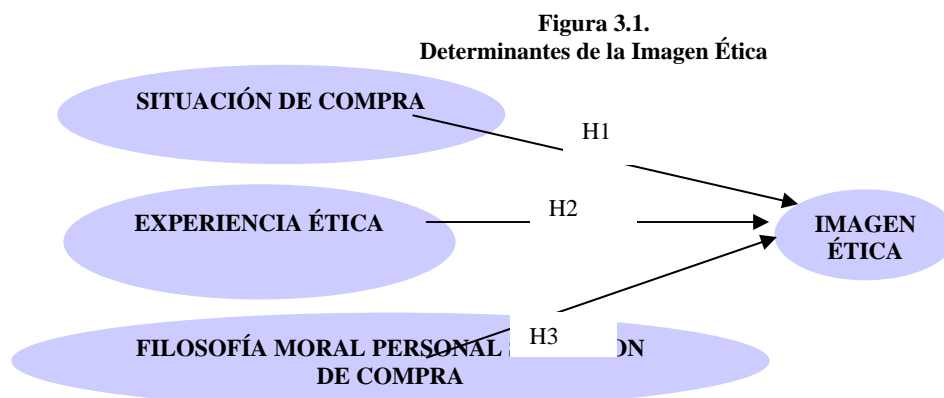 Figura 3.1.
Determinantes de la Imagen Ética
SITUACIÓN DE COMPRA
H1
EXPERIENCIA ÉTICA
H2
IMAGEN
ÉTICA
H3
FILOSOFÍA MORAL PERSONAL
DE COMPRA